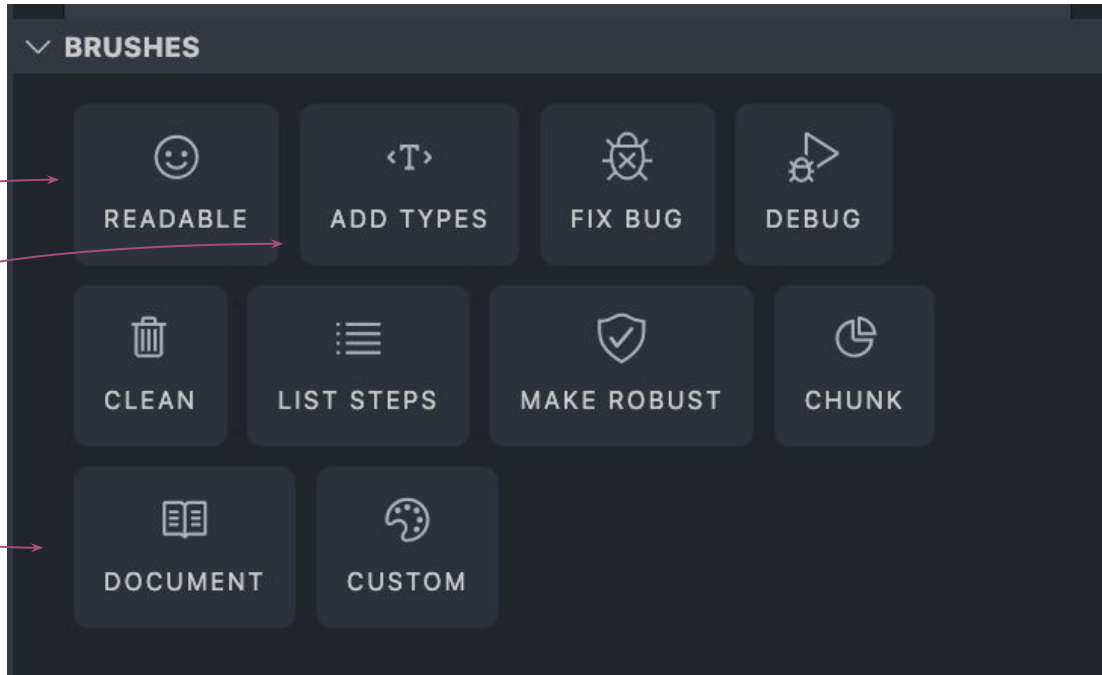 BRUSHES
READABLE ADD TYPES FIX BUG DEBUG
CLEAN LIST STEPS MAKE ROBUST CHUNK
DOCUMENT CUSTOM